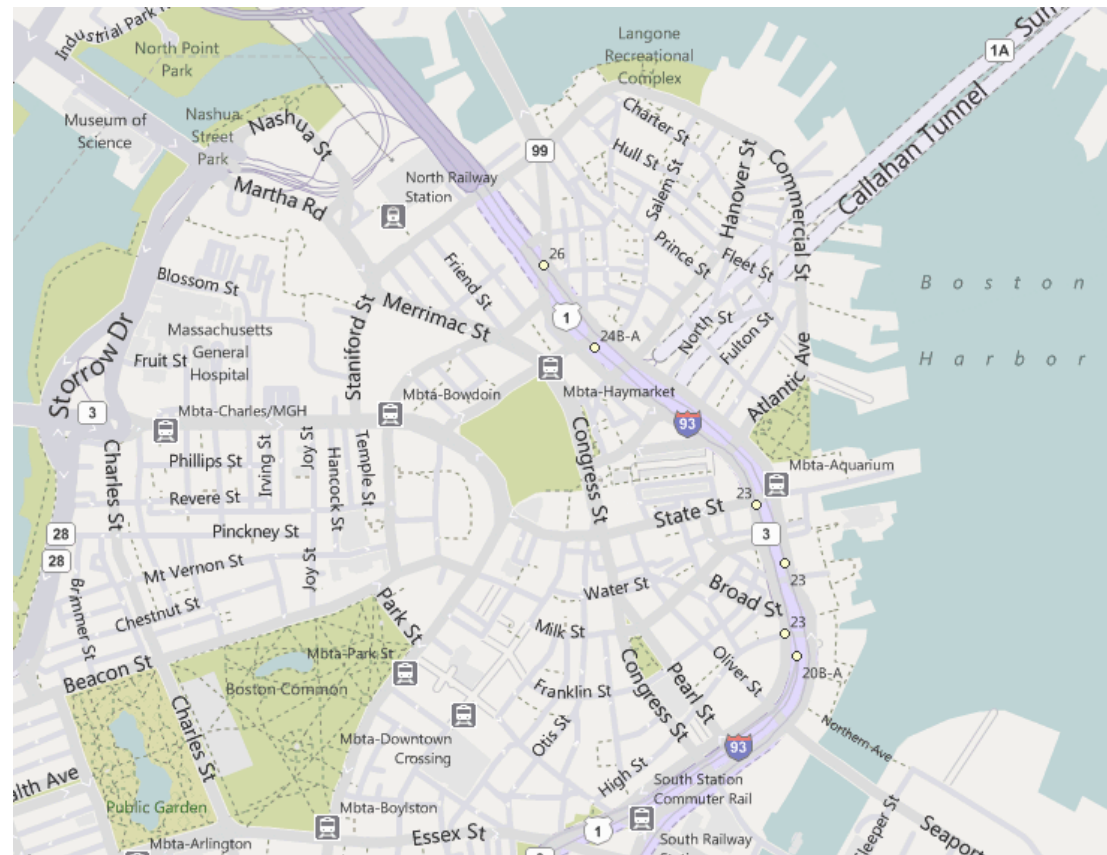 Industrial Park R
North Point
Park
Langone
Recreational
Complex
Sum
1A
Museum of
Science
Nashua
Street
Park
Nashua St
99
Charter St
Hull St
Salem St
Hanover St
Commercial St
Callahan Tunnel
North Railway
Station
Martha Rd
Prince St
Fleet St
26
Friend St
Blossom St
Merrimac St
Staniford St
1
24B-A
North St
Fulton St
Boston
Harbor
Storrow Dr
Massachusetts
General
Hospital
Fruit St
Mbta-Haymarket
Mbta-Bowdoin
Atlantic Ave
3
Mbta-Charles/MGH
93
Charles St
Phillips St
Irving St
Joy St
Hancock St
Temple St
Congress St
Mbta-Aquarium
Revere St
23
State St
Pinckney St
28
3
28
Mt Vernon St
Joy St
23
Brimmer St
Chestnut St
Water St
Broad St
Park St
Milk St
23
Mbta-Park St
Beacon St
Boston Common
Oliver St
20B-A
Franklin St
Congress St
Pearl St
Charles St
Otis St
Mbta-Downtown
Crossing
93
Northern Ave
alth Ave
High St
South Station
Commuter Rail
Public Garden
Mbta-Boylston
Essex St
1
Sleeper St
Seaport
Mbta-Arlington
South Railway